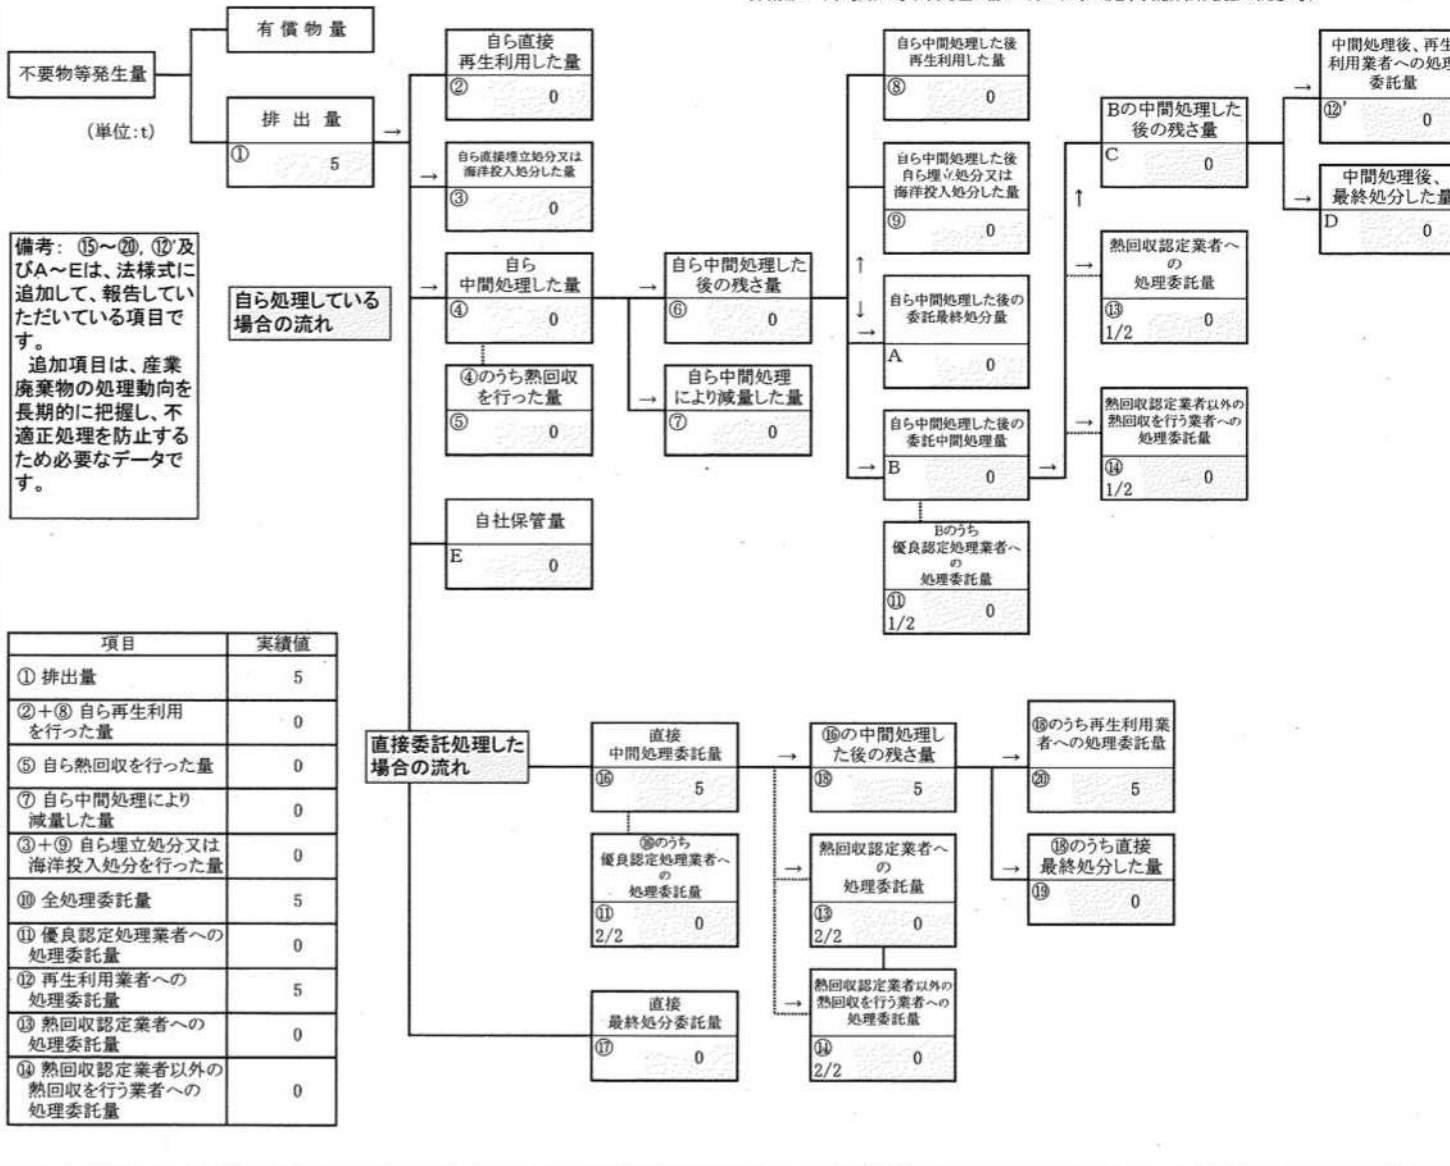 不要物等発生量
(単位:t)
有償物量
排出量
① 5
備考: ⑮~⑳, ⑫'及
びA~Eは、法様式に
追加して、報告してい
ただいている項目で
す。
追加項目は、産業
廃棄物の処理動向を
長期的に把握し、不
適正処理を防止する
ため必要なデータで
す。
自ら処理している
場合の流れ
自ら直接
再生利用した量
② 0
自ら直接埋立処分又は
海洋投入処分した量
③ 0
自ら
中間処理した量
④ 0
④のうち熱回収
を行った量
⑤ 0
自社保管量
E 0
自ら中間処理した
後の残さ量
⑥ 0
自ら中間処理
により減量した量
⑦ 0
自ら中間処理した後
再生利用した量
⑧ 0
自ら中間処理した後
自ら埋立処分又は
海洋投入処分した量
⑨ 0
自ら中間処理した後の
委託最終処分量
A 0
自ら中間処理した後の
委託中間処理量
B 0
Bのうち
優良認定処理業者へ
の
処理委託量
⑪
1/2 0
Bの中間処理した
後の残さ量
C 0
熱回収認定業者へ
の
処理委託量
⑬
1/2 0
熱回収認定業者以外の
熱回収を行う業者への
処理委託量
⑭
1/2 0
中間処理後、再生
利用業者への処理
委託量
⑫' 0
中間処理後、
最終処分した量
D 0
項目 実績値
① 排出量 5
②+⑧ 自ら再生利用
を行った量 0
⑤ 自ら熱回収を行った量 0
⑦ 自ら中間処理により
減量した量 0
③+⑨ 自ら埋立処分又は
海洋投入処分を行った量 0
⑩ 全処理委託量 5
⑪ 優良認定処理業者への
処理委託量 0
⑫ 再生利用業者への
処理委託量 5
⑬ 熱回収認定業者への
処理委託量 0
⑭ 熱回収認定業者以外の
熱回収を行う業者への
処理委託量 0
直接委託処理した
場合の流れ
直接
中間処理委託量
⑯ 5
⑯のうち
優良認定処理業者へ
の
処理委託量
⑪
2/2 0
直接
最終処分委託量
⑰ 0
⑯の中間処理し
た後の残さ量
⑱ 5
熱回収認定業者へ
の
処理委託量
⑬
2/2 0
熱回収認定業者以外の
熱回収を行う業者への
処理委託量
⑭
2/2 0
⑱のうち再生利用業
者への処理委託量
⑳ 5
⑱のうち直接
最終処分した量
⑲ 0